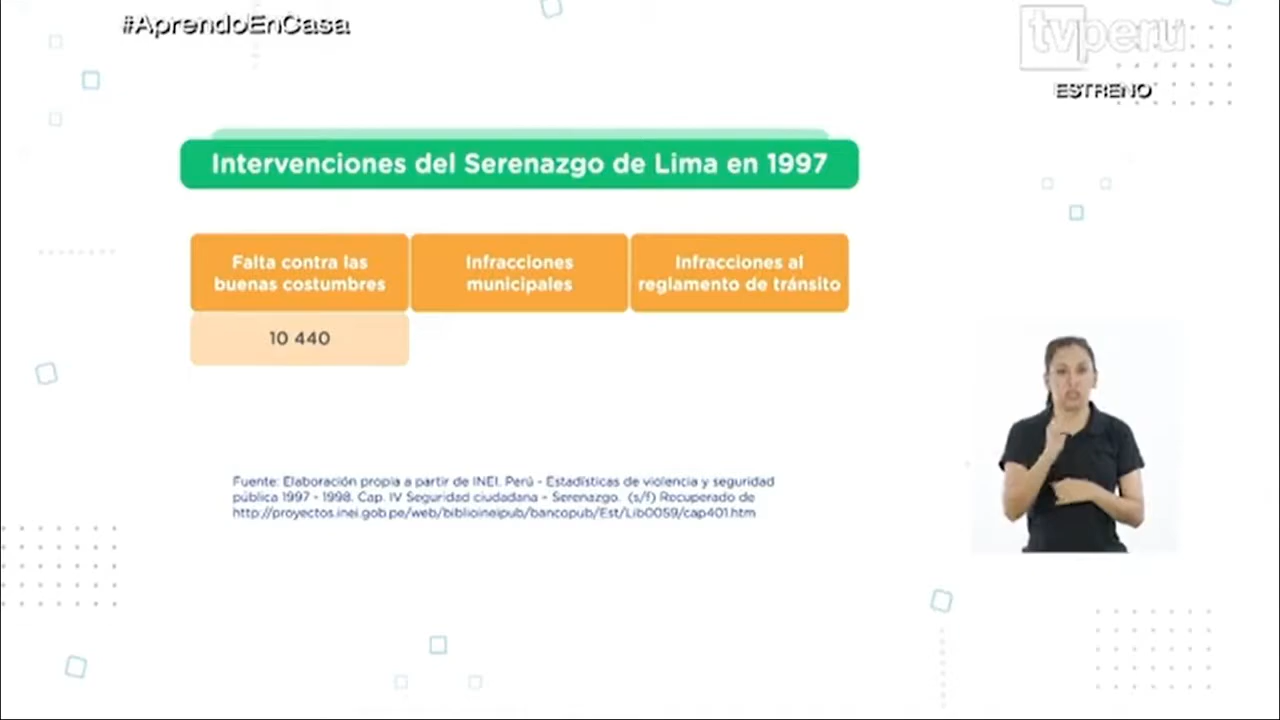 #AprendoEnCasa
tvperú
ESTRENO
Intervenciones del Serenazgo de Lima en 1997
Falta contra las
buenas costumbres
Infracciones
municipales
Infracciones al
reglamento de tránsito
10 440
Fuente: Elaboración propia a partir de INEI. Perú - Estadísticas de violencia y seguridad
pública 1997 - 1998. Cap. IV Seguridad ciudadana - Serenazgo. (s/f) Recuperado de
http://proyectos.inei.gob.pe/web/biblioineipub/bancopub/Est/Lib0059/cap401.htm